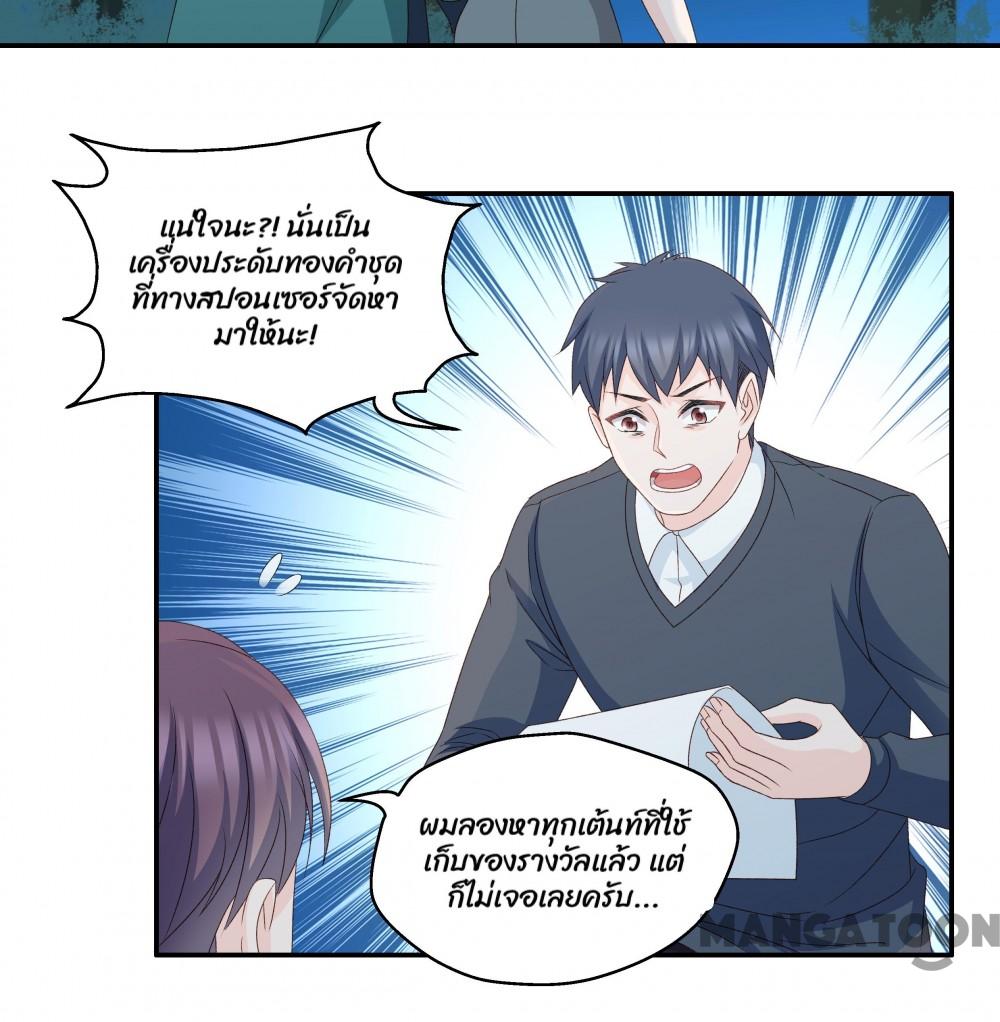 แน่ใจนะ?! นั่นเป็น
เครื่องประดับทองคำชุด
ที่ทางสปอนเซอร์จัดหา
มาให้นะ!
ผมลองหาทุกเต้นท์ที่ใช้
เก็บของรางวัลแล้ว แต่
ก็ไม่เจอเลยครับ...
MANGATOON